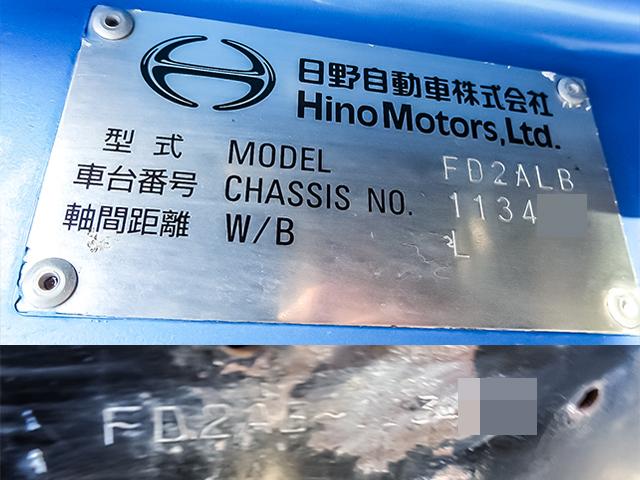 日野自動車株式会社
Hino Motors, Ltd.
型式 MODEL FD2ALB
車台番号 CHASSIS NO. 1134
軸間距離 W/B L
FD2AB